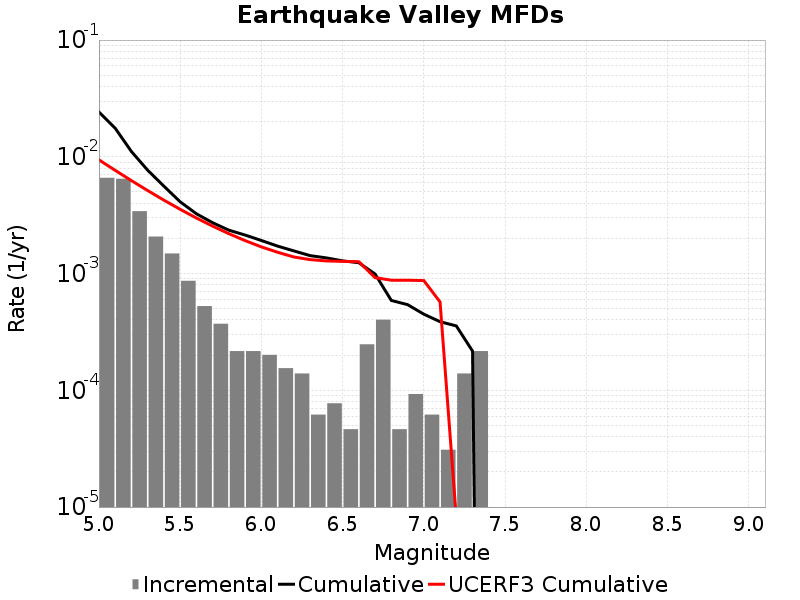 Earthquake Valley MFDs
Rate (1/yr)
10-1
10-2
10-3
10-4
10-5
5.0 5.5 6.0 6.5 7.0 7.5 8.0 8.5 9.0
Magnitude
Incremental Cumulative UCERF3 Cumulative